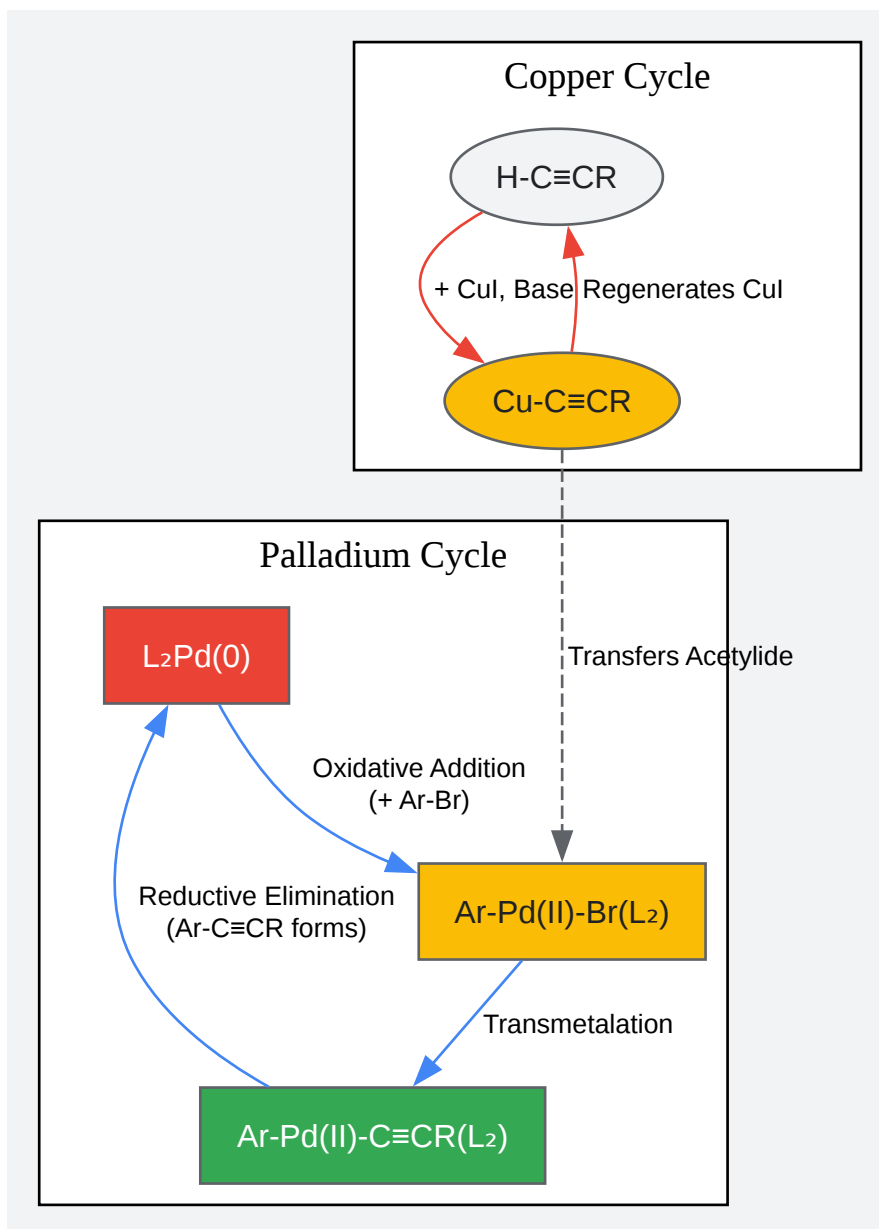 Copper Cycle
H-C≡CR
+ CuI, Base
Regenerates CuI
Cu-C≡CR
Transfers Acetylide
Palladium Cycle
L₂Pd(0)
Oxidative Addition
(+ Ar-Br)
Reductive Elimination
(Ar-C≡CR forms)
Ar-Pd(II)-Br(L₂)
Transmetalation
Ar-Pd(II)-C≡CR(L₂)